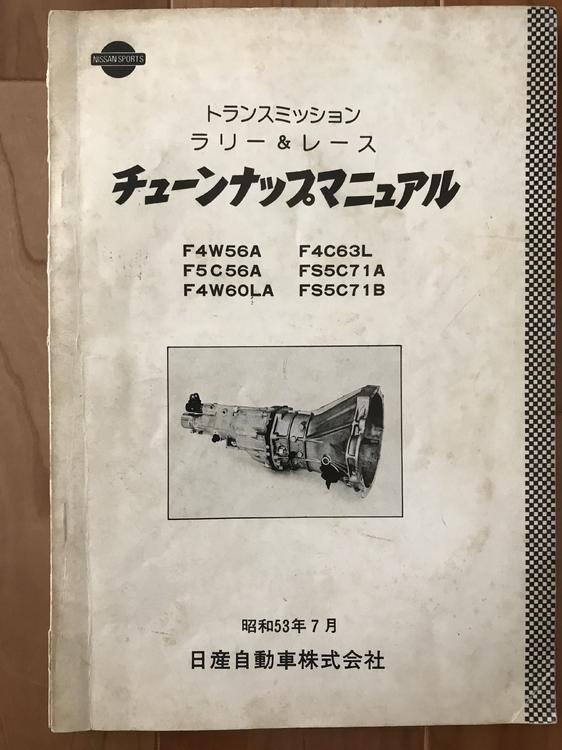 NISSAN SPORTS
トランスミッション
ラリー & レース
チューンナップマニュアル
F4W56A F4C63L
F5C56A FS5C71A
F4W60LA FS5C71B
昭和53年7月
日産自動車株式会社